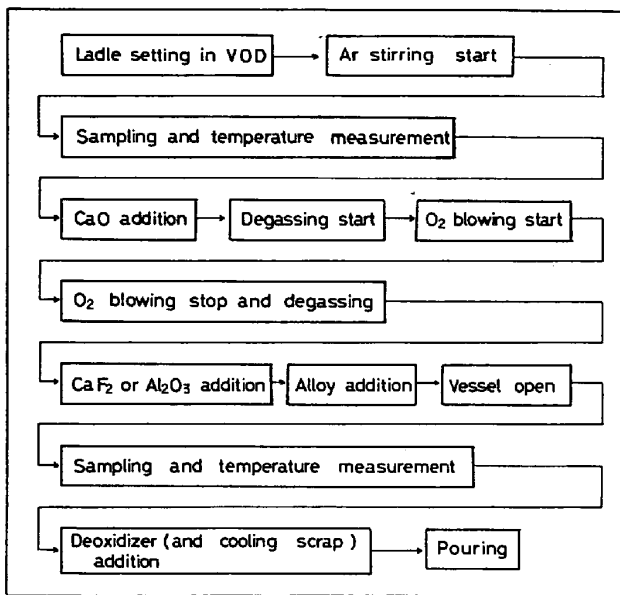 Ladle setting in VOD
Ar stirring start
Sampling and temperature measurement
CaO addition
Degassing start
O₂ blowing start
O₂ blowing stop and degassing
CaF₂ or Al₂O₃ addition
Alloy addition
Vessel open
Sampling and temperature measurement
Deoxidizer (and cooling scrap)
addition
Pouring